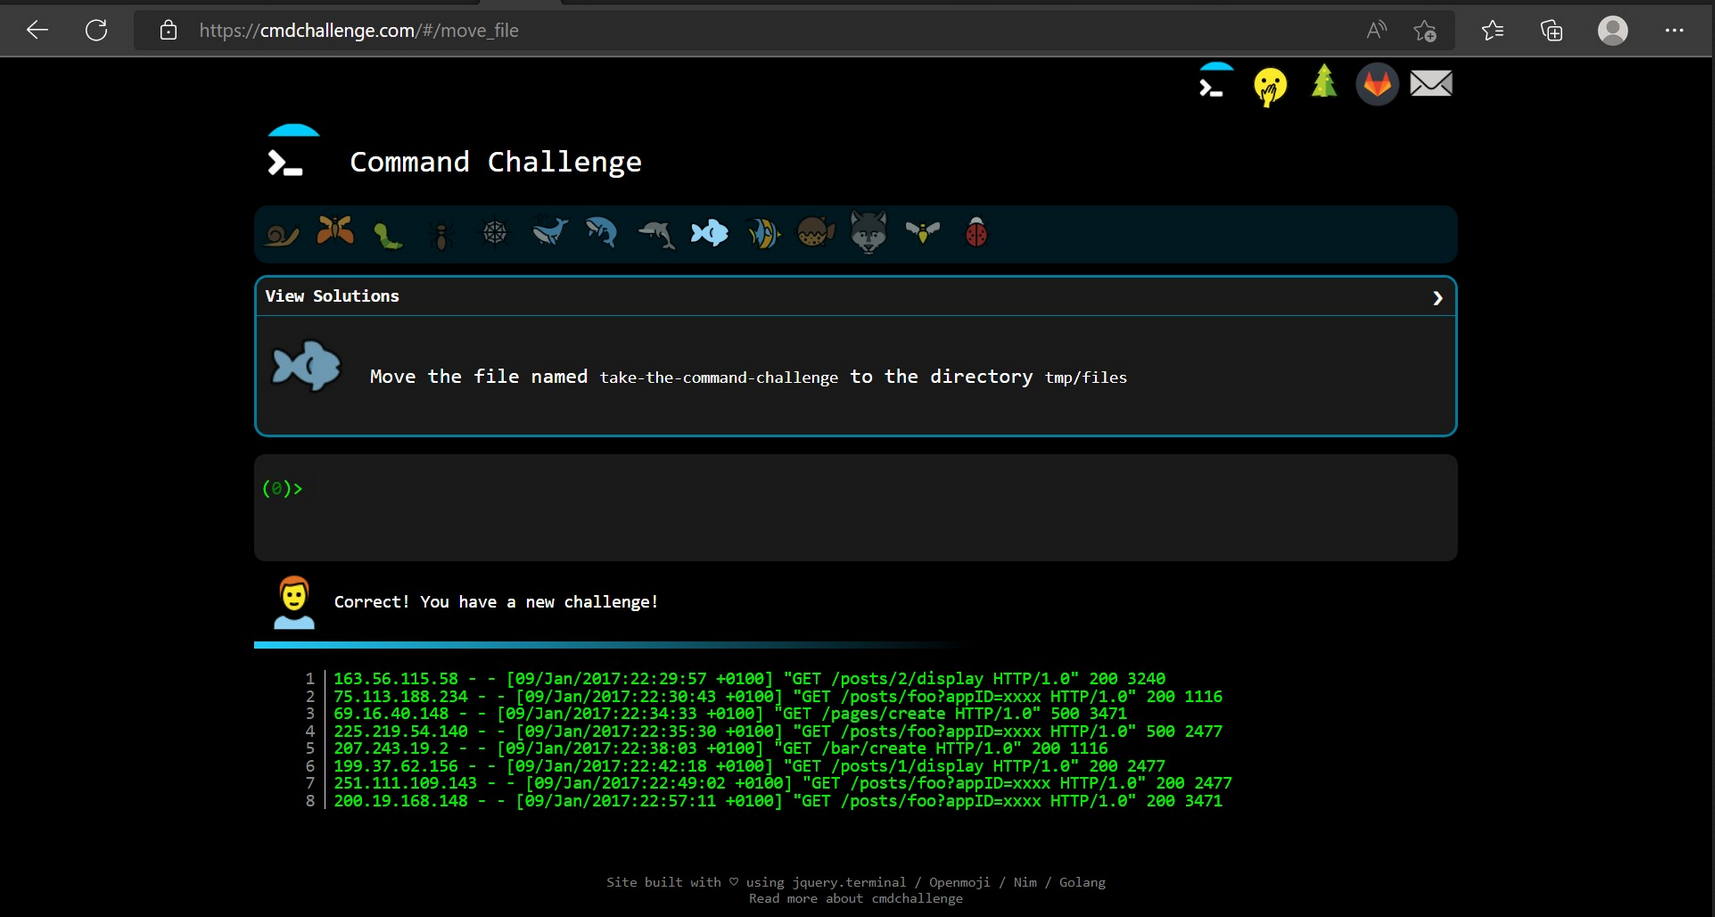 https://cmdchallenge.com/#/move_file
Command Challenge
View Solutions
Move the file named take-the-command-challenge to the directory tmp/files
(0)>
Correct! You have a new challenge!
1 163.56.115.58 - - [09/Jan/2017:22:29:57 +0100] "GET /posts/2/display HTTP/1.0" 200 3240
2 75.113.188.234 - - [09/Jan/2017:22:30:43 +0100] "GET /posts/foo?appID=xxxx HTTP/1.0" 200 1116
3 69.16.40.148 - - [09/Jan/2017:22:34:33 +0100] "GET /pages/create HTTP/1.0" 500 3471
4 225.219.54.140 - - [09/Jan/2017:22:35:30 +0100] "GET /posts/foo?appID=xxxx HTTP/1.0" 500 2477
5 207.243.19.2 - - [09/Jan/2017:22:38:03 +0100] "GET /bar/create HTTP/1.0" 200 1116
6 199.37.62.156 - - [09/Jan/2017:22:42:18 +0100] "GET /posts/1/display HTTP/1.0" 200 2477
7 251.111.109.143 - - [09/Jan/2017:22:49:02 +0100] "GET /posts/foo?appID=xxxx HTTP/1.0" 200 2477
8 200.19.168.148 - - [09/Jan/2017:22:57:11 +0100] "GET /posts/foo?appID=xxxx HTTP/1.0" 200 3471
Site built with ♡ using jquery.terminal / Openmoji / Nim / Golang
Read more about cmdchallenge